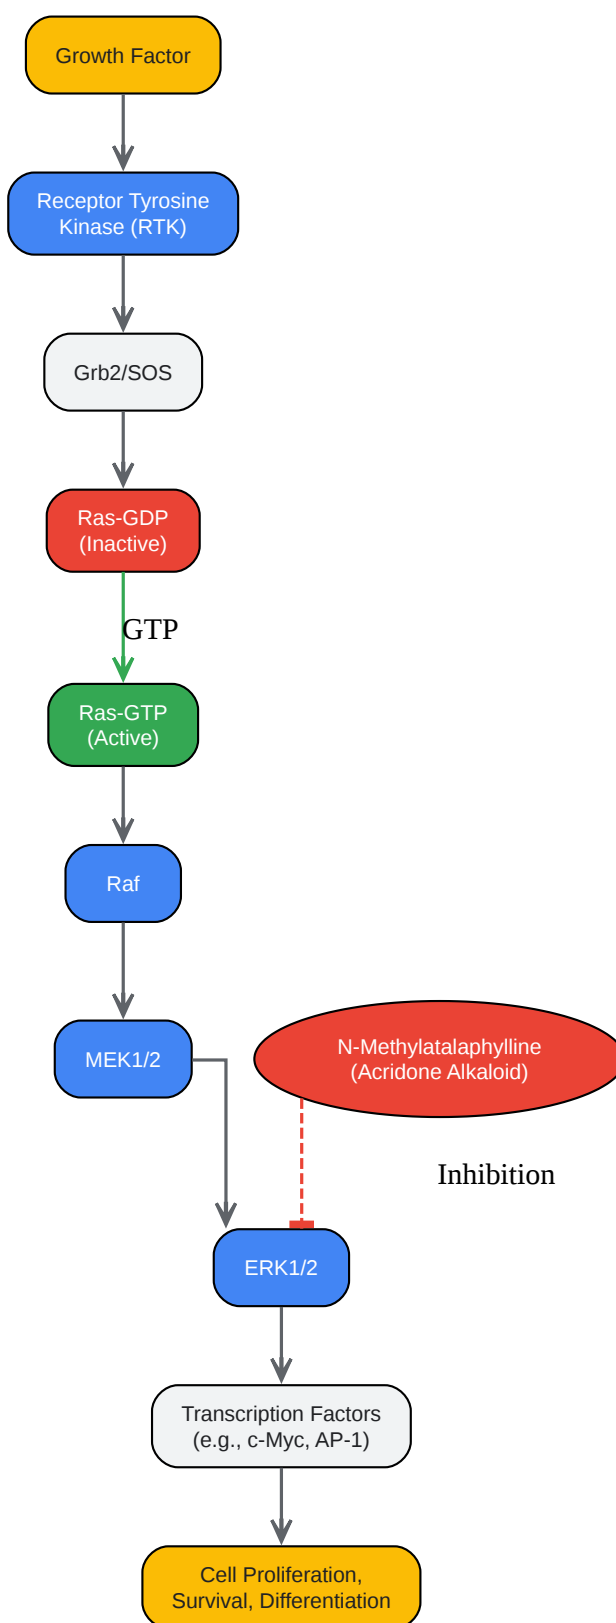 Growth Factor
Receptor Tyrosine
Kinase (RTK)
Grb2/SOS
Ras-GDP
(Inactive)
GTP
Ras-GTP
(Active)
Raf
MEK1/2
N-Methylatalaphylline
(Acridone Alkaloid)
Inhibition
ERK1/2
Transcription Factors
(e.g., c-Myc, AP-1)
Cell Proliferation,
Survival, Differentiation